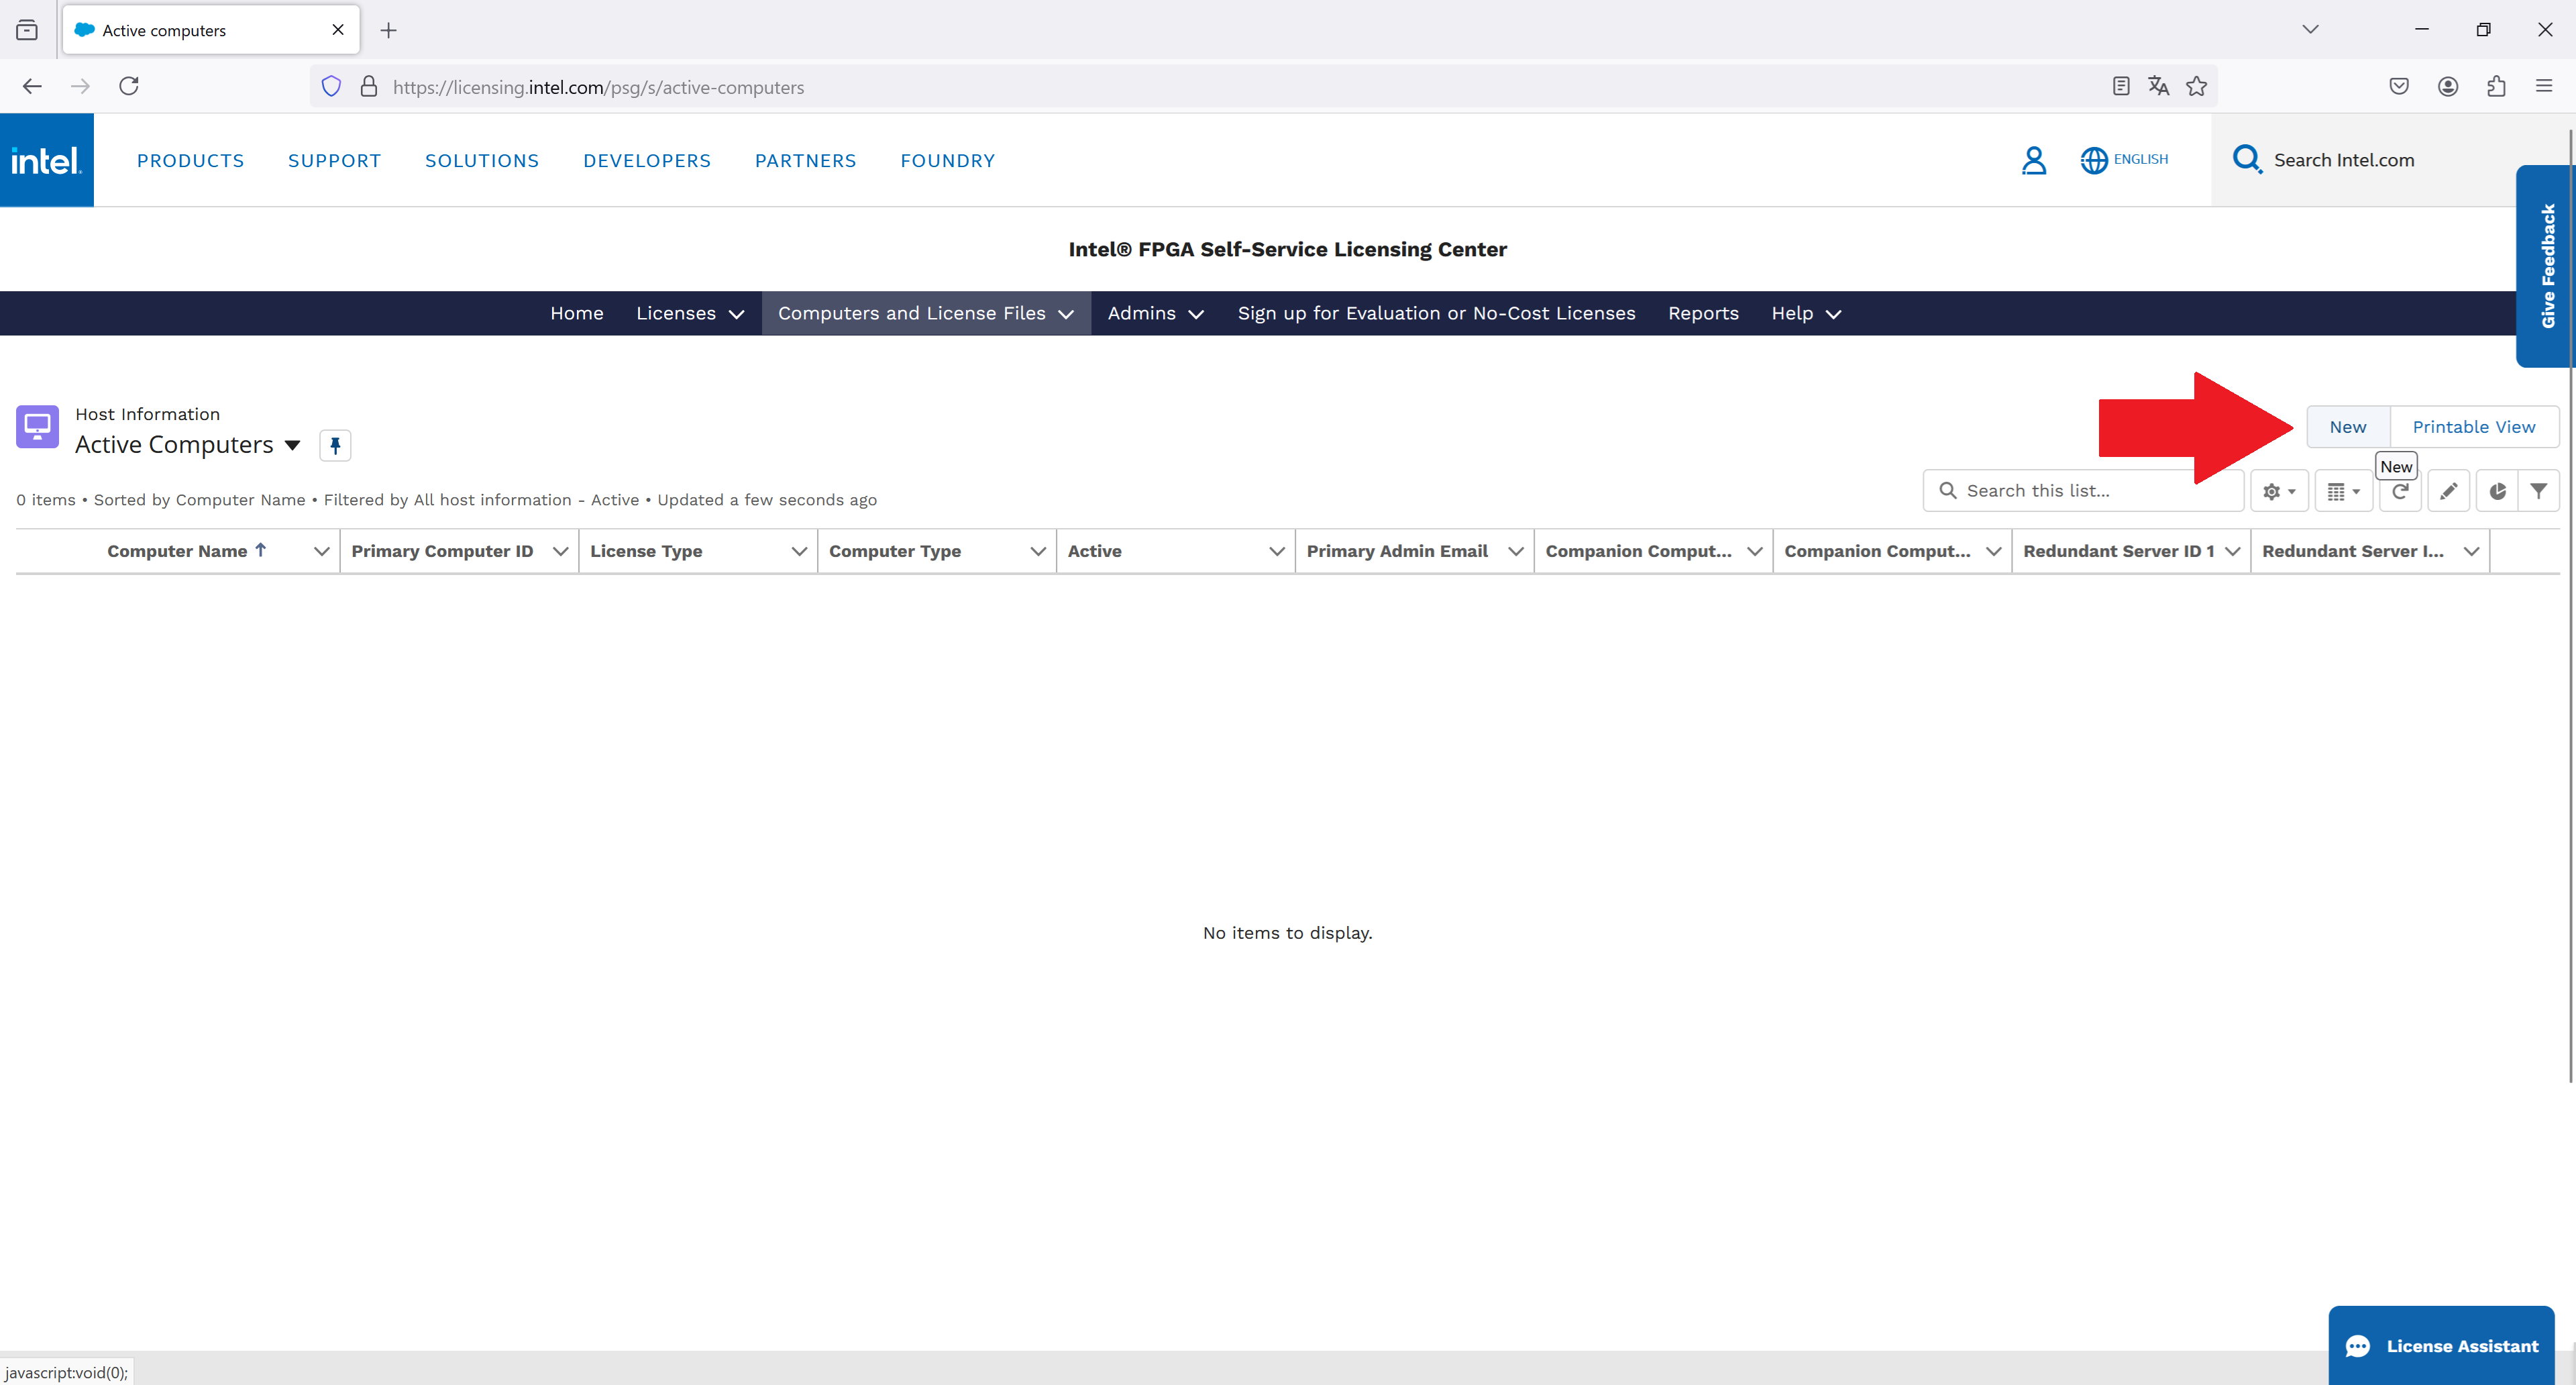 Active computers
https://licensing.intel.com/psg/s/active-computers
intel.
PRODUCTS SUPPORT SOLUTIONS DEVELOPERS PARTNERS FOUNDRY
ENGLISH
Search Intel.com
Give Feedback
Intel® FPGA Self-Service Licensing Center
Home Licenses Computers and License Files Admins Sign up for Evaluation or No-Cost Licenses Reports Help
Host Information
Active Computers
New Printable View
New
0 items • Sorted by Computer Name • Filtered by All host information - Active • Updated a few seconds ago
Search this list...
Computer Name Primary Computer ID License Type Computer Type Active Primary Admin Email Companion Comput... Companion Comput... Redundant Server ID 1 Redundant Server I...
No items to display.
License Assistant
javascript:void(0);